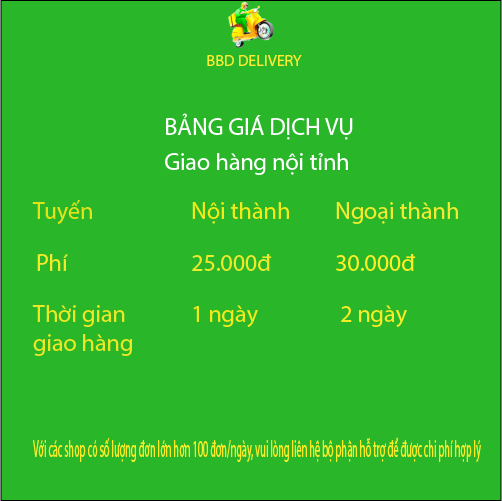 BBD DELIVERY
BẢNG GIÁ DỊCH VỤ
Giao hàng nội tỉnh
Tuyến Nội thành Ngoại thành
Phí 25.000đ 30.000đ
Thời gian 1 ngày 2 ngày
giao hàng
Với các shop có số lượng đơn lớn hơn 100 đơn/ngày, vui lòng liên hệ bộ phận hỗ trợ để được chi phí hợp lý